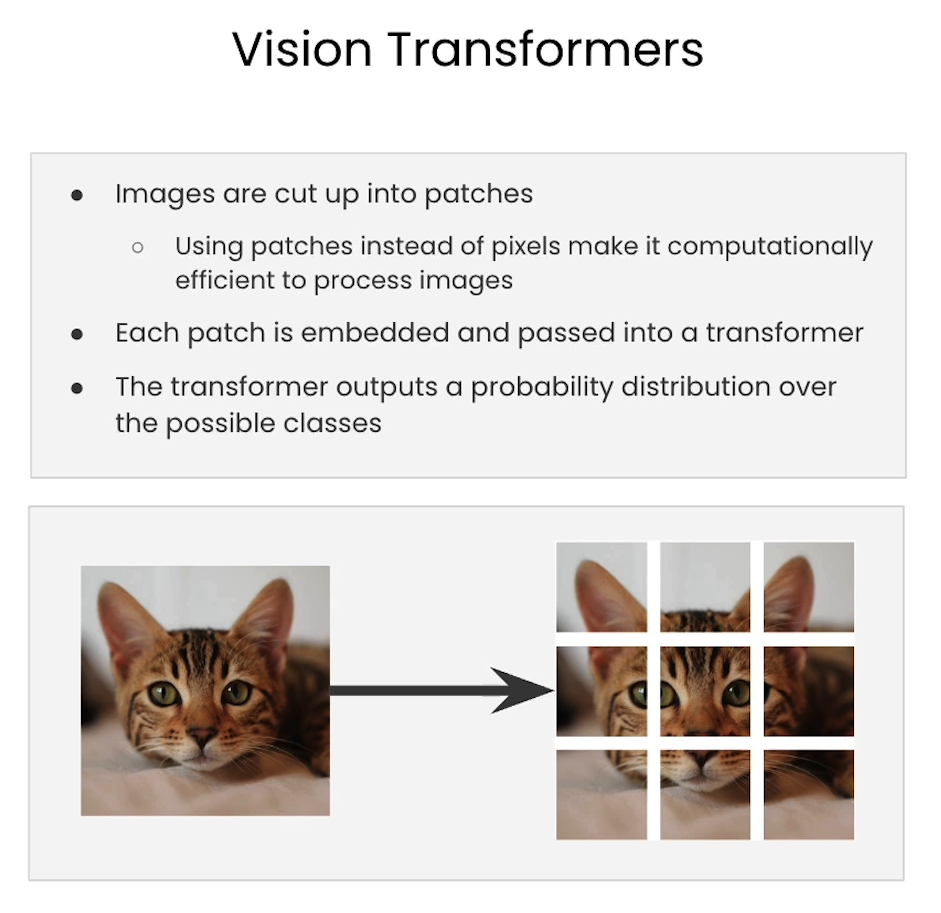 Vision Transformers
● Images are cut up into patches
○ Using patches instead of pixels make it computationally
efficient to process images
● Each patch is embedded and passed into a transformer
● The transformer outputs a probability distribution over
the possible classes